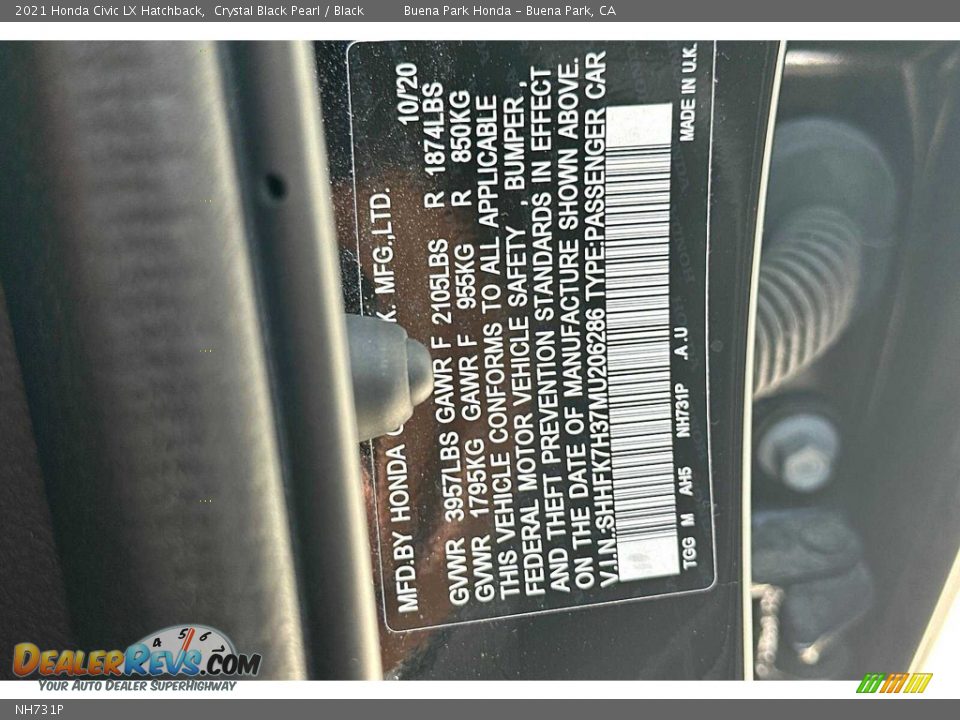 2021 Honda Civic LX Hatchback, Crystal Black Pearl / Black Buena Park Honda - Buena Park, CA
MFD.BY HONDA K. MFG.,LTD. 10/'20
GVWR 3957LBS GAWR F 2105LBS R 1874LBS
GVWR 1795KG GAWR F 955KG R 850KG
THIS VEHICLE CONFORMS TO ALL APPLICABLE
FEDERAL MOTOR VEHICLE SAFETY , BUMPER ,
AND THEFT PREVENTION STANDARDS IN EFFECT
ON THE DATE OF MANUFACTURE SHOWN ABOVE.
V.I.N.:SHHFK7H37MU206286 TYPE:PASSENGER CAR
TGG M AH5 NH731P .A.U MADE IN U.K.
4 5 6
DEALERREVS.COM
YOUR AUTO DEALER SUPERHIGHWAY
NH731P